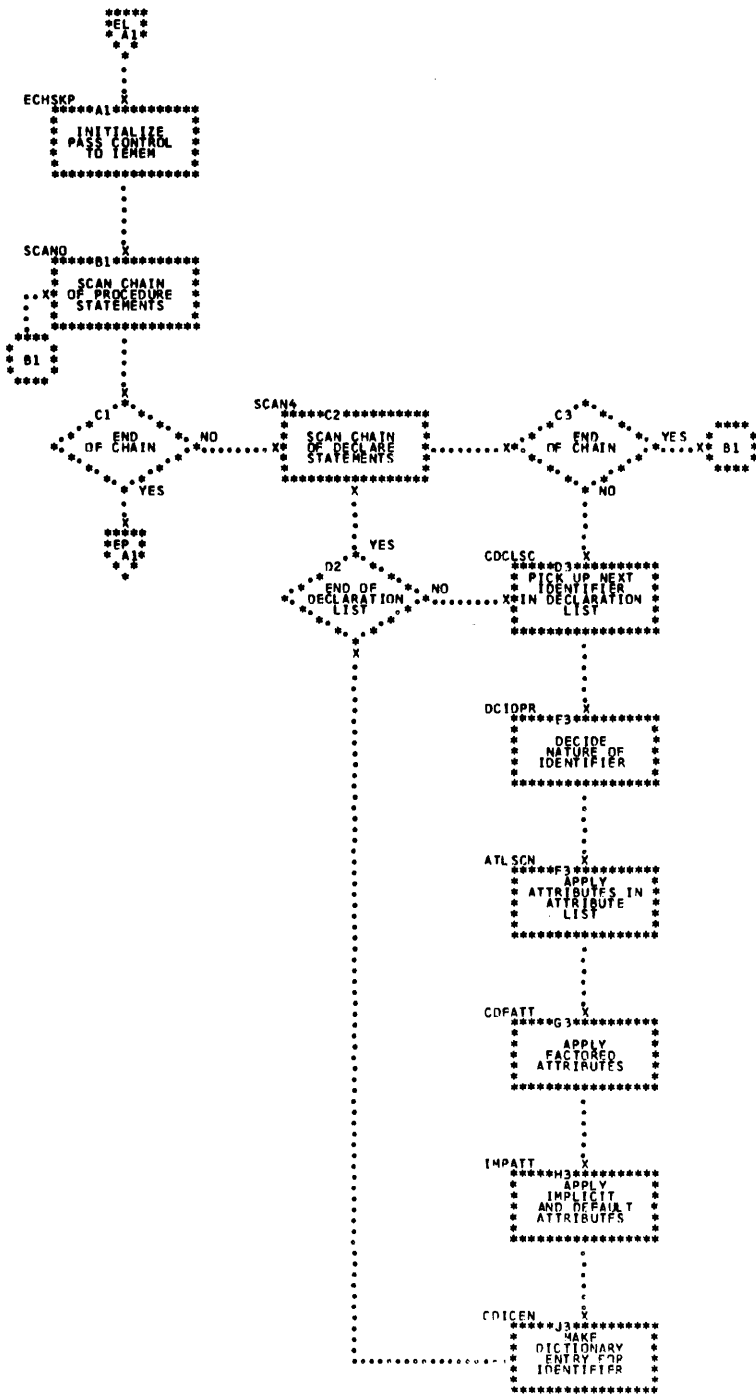 EL
A1
ECHSKP
A1
INITIALIZE
PASS CONTROL
TO IEMEM
SCAN0
B1
SCAN CHAIN
OF PROCEDURE
STATEMENTS
B1
C1
END
OF CHAIN
NO
YES
EP
A1
SCAN4
C2
SCAN CHAIN
OF DECLARE
STATEMENTS
C3
END
OF CHAIN
YES
B1
NO
D2
YES
END OF
DECLARATION
LIST
NO
CDCLSC
D3
PICK UP NEXT
IDENTIFIER
IN DECLARATION
LIST
DCIDPR
E3
DECIDE
NATURE OF
IDENTIFIER
ATLSCN
F3
APPLY
ATTRIBUTES IN
ATTRIBUTE
LIST
CDFATT
G3
APPLY
FACTORED
ATTRIBUTES
IMPATT
H3
APPLY
IMPLICIT
AND DEFAULT
ATTRIBUTES
CDICEN
J3
MAKE
DICTIONARY
ENTRY FOR
IDENTIFIER